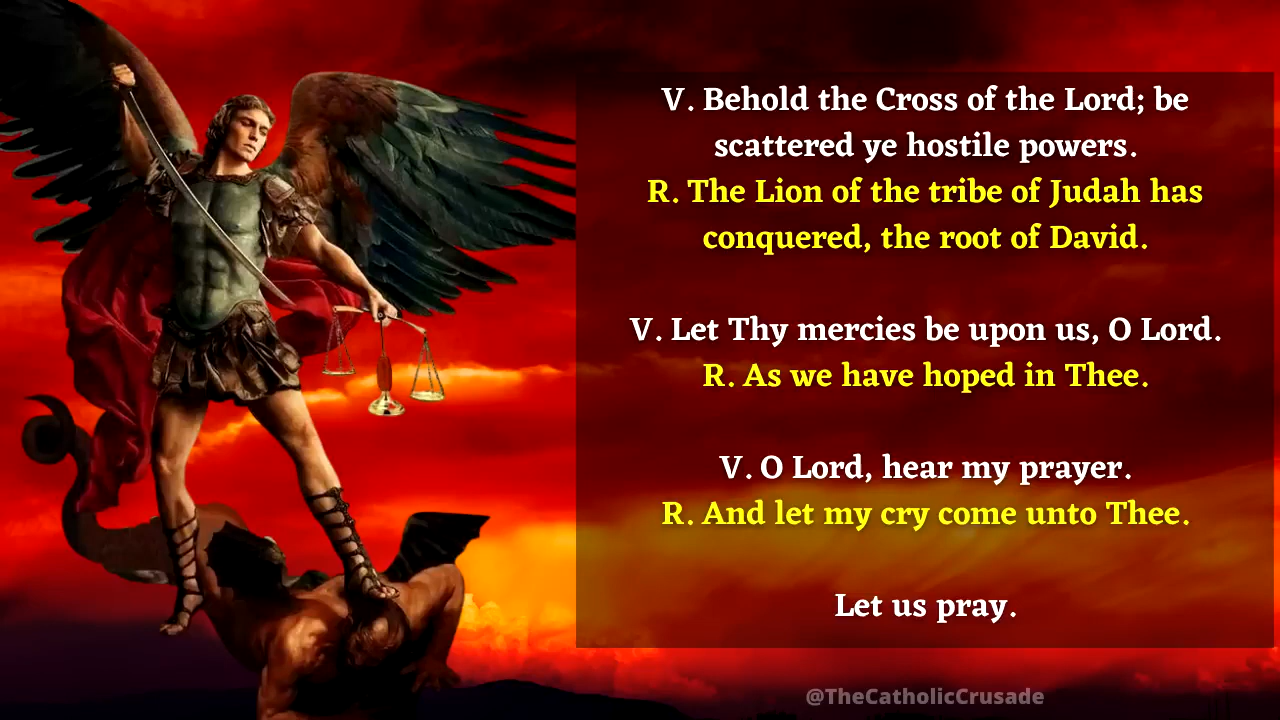 V. Behold the Cross of the Lord; be
scattered ye hostile powers.
R. The Lion of the tribe of Judah has
conquered, the root of David.
V. Let Thy mercies be upon us, O Lord.
R. As we have hoped in Thee.
V. O Lord, hear my prayer.
R. And let my cry come unto Thee.
Let us pray.
@TheCatholicCrusade